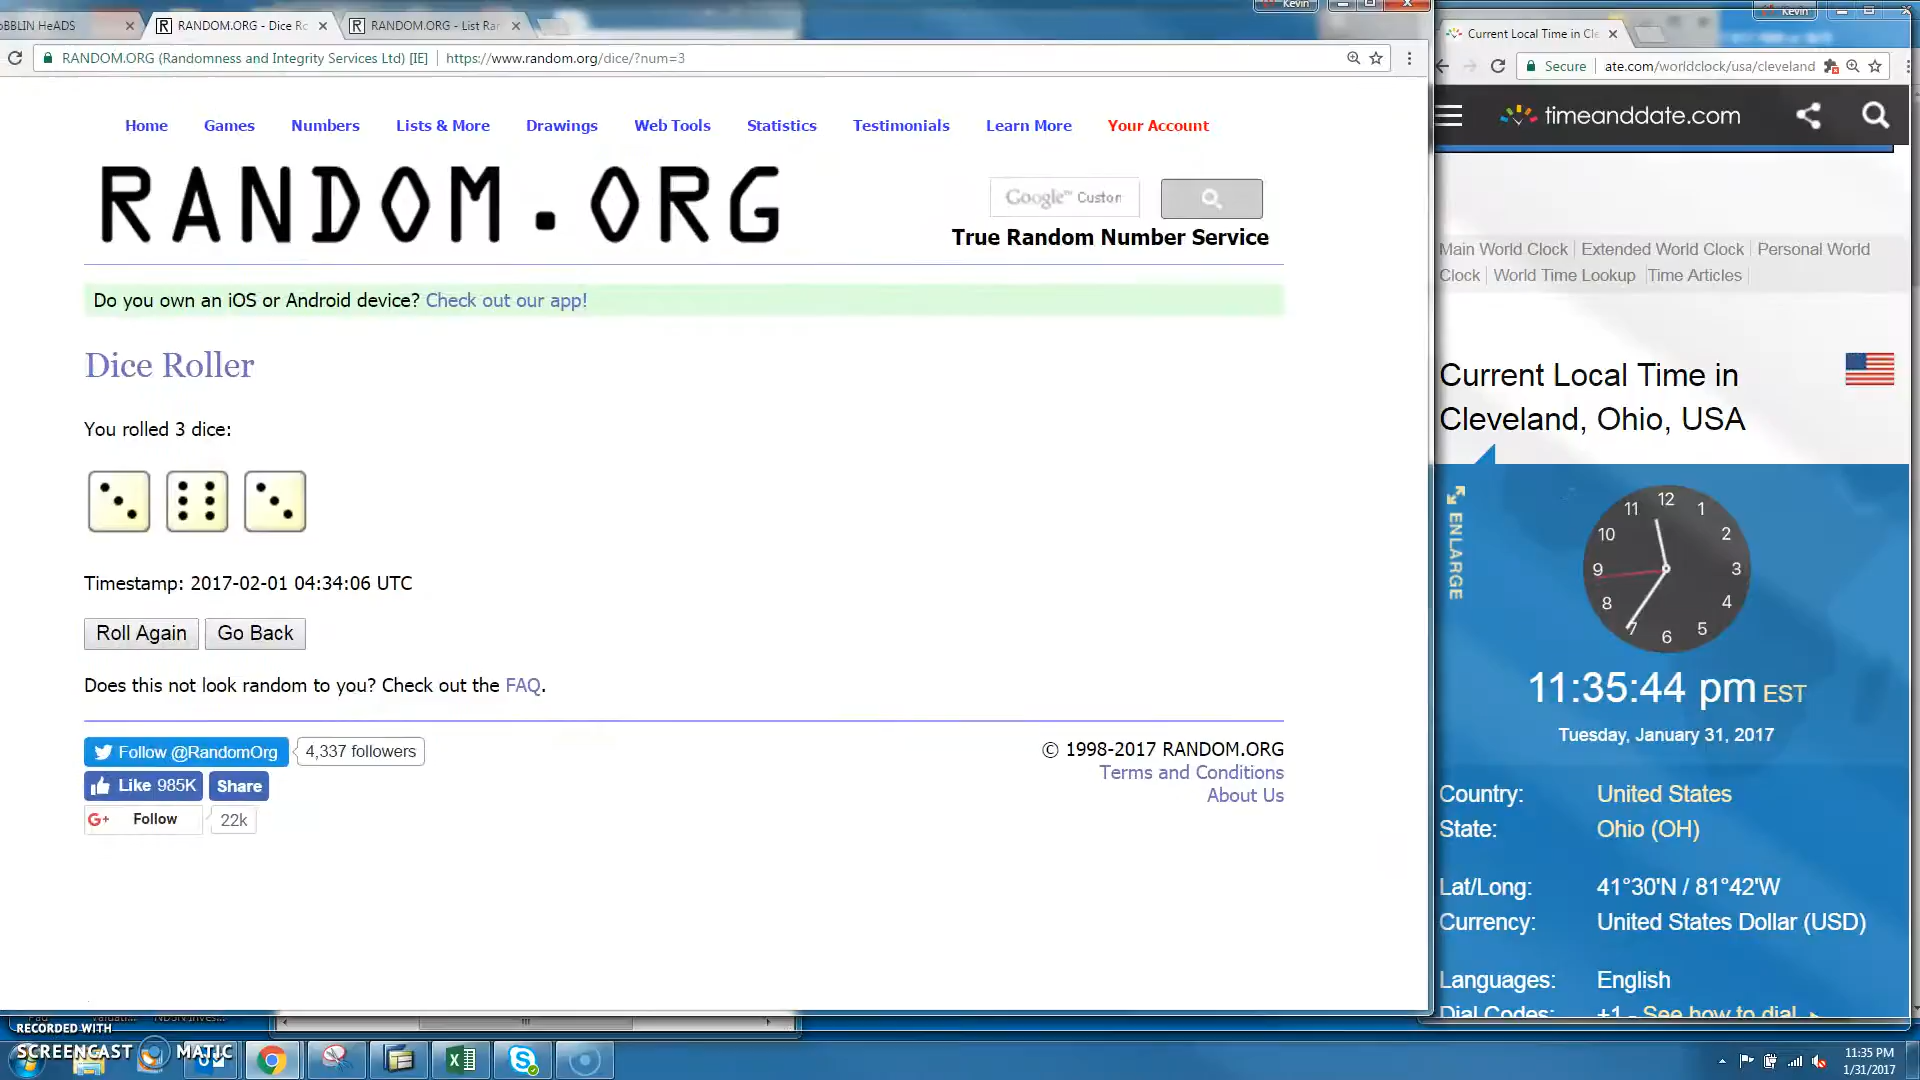 BBLIN HeADS
RANDOM.ORG - Dice Ro
RANDOM.ORG - List Ran
Kevin
RANDOM.ORG (Randomness and Integrity Services Ltd) [IE]
https://www.random.org/dice/?num=3
Home
Games
Numbers
Lists & More
Drawings
Web Tools
Statistics
Testimonials
Learn More
Your Account
RANDOM.ORG
Google™ Custom
True Random Number Service
Do you own an iOS or Android device? Check out our app!
Dice Roller
You rolled 3 dice:
Timestamp: 2017-02-01 04:34:06 UTC
Roll Again
Go Back
Does this not look random to you? Check out the FAQ.
Follow @RandomOrg
4,337 followers
Like 985K
Share
G+ Follow
22k
© 1998-2017 RANDOM.ORG
Terms and Conditions
About Us
Kevin
Current Local Time in Cle
Secure
ate.com/worldclock/usa/cleveland
timeanddate.com
Main World Clock
Extended World Clock
Personal World
Clock
World Time Lookup
Time Articles
Current Local Time in
Cleveland, Ohio, USA
ENLARGE
12
1
2
3
4
5
6
7
8
9
10
11
11:35:44 pm EST
Tuesday, January 31, 2017
Country: United States
State: Ohio (OH)
Lat/Long: 41°30'N / 81°42'W
Currency: United States Dollar (USD)
Languages: English
Dial Codes: +1 - See how to dial
RECORDED WITH
SCREENCAST MATIC
11:35 PM
1/31/2017